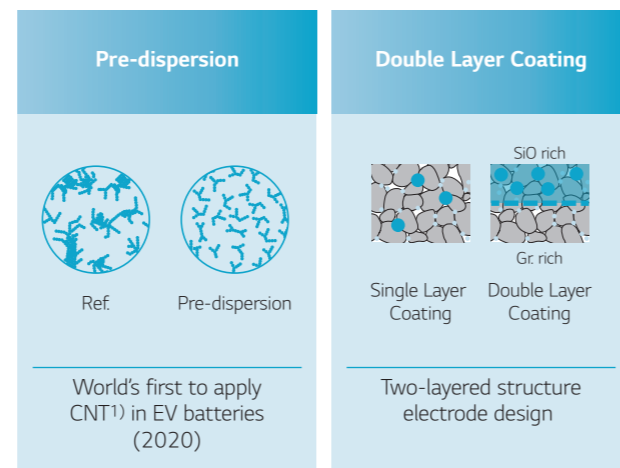 Pre-dispersion
Ref.
Pre-dispersion
World's first to apply
CNT1) in EV batteries
(2020)
Double Layer Coating
SiO rich
Gr. rich
Single Layer
Coating
Double Layer
Coating
Two-layered structure
electrode design